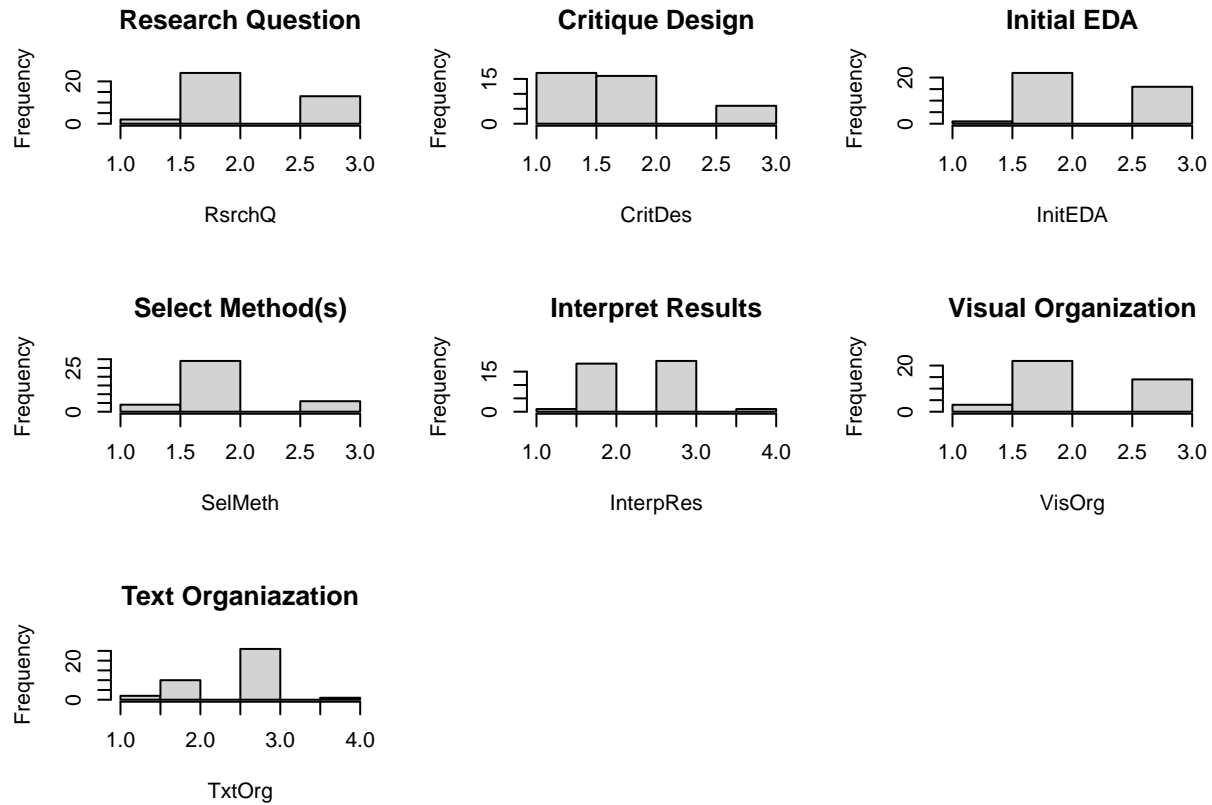 Research Question
Frequency
0
20
1.0 1.5 2.0 2.5 3.0
RsrchQ
Critique Design
Frequency
0
15
1.0 1.5 2.0 2.5 3.0
CritDes
Initial EDA
Frequency
0
20
1.0 1.5 2.0 2.5 3.0
InitEDA
Select Method(s)
Frequency
0
25
1.0 1.5 2.0 2.5 3.0
SelMeth
Interpret Results
Frequency
0
15
1.0 2.0 3.0 4.0
InterpRes
Visual Organization
Frequency
0
20
1.0 1.5 2.0 2.5 3.0
VisOrg
Text Organiazation
Frequency
0
20
1.0 2.0 3.0 4.0
TxtOrg